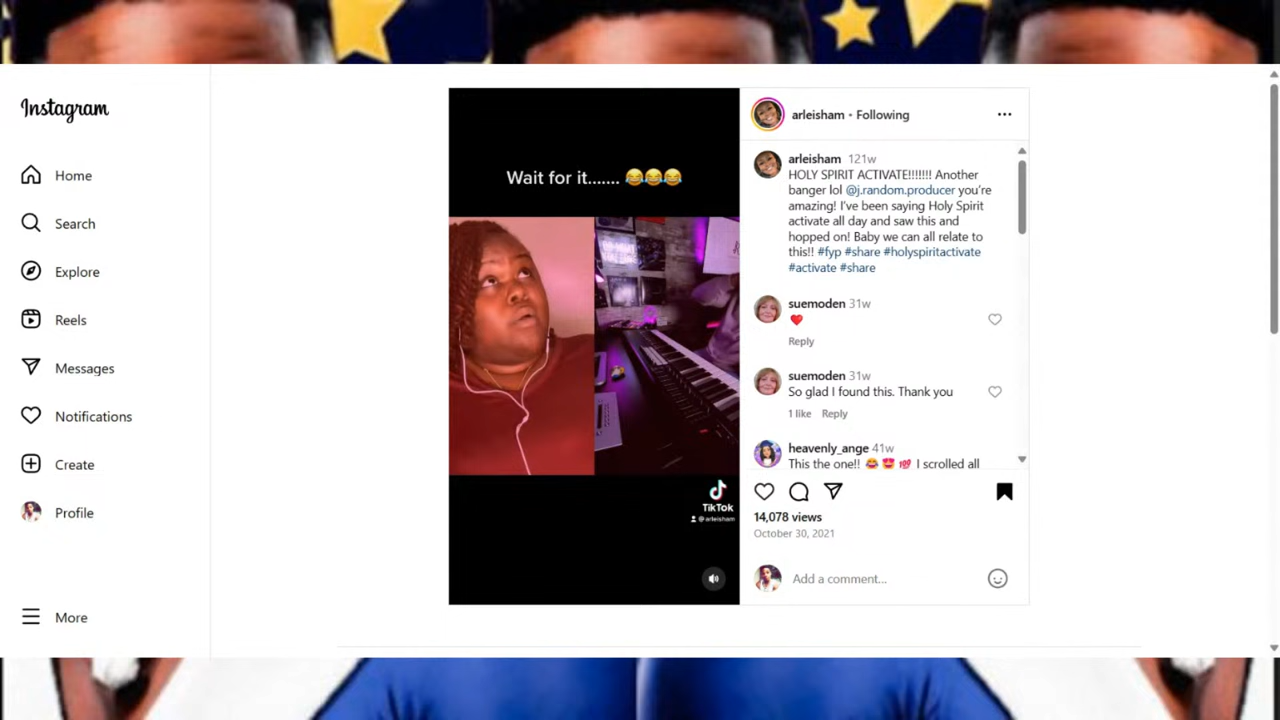 Instagram
Home
Search
Explore
Reels
Messages
Notifications
Create
Profile
More
Wait for it....... 😂😂😂
TikTok
@arleisham
arleisham • Following
arleisham 121w
HOLY SPIRIT ACTIVATE!!!!!!! Another
banger lol @j.random.producer you're
amazing! I've been saying Holy Spirit
activate all day and saw this and
hopped on! Baby we can all relate to
this!! #fyp #share #holyspiritactivate
#activate #share
suemoden 31w
❤️
Reply
suemoden 31w
So glad I found this. Thank you
1 like Reply
heavenly_ange 41w
This the one!! 😂 😍 💯 I scrolled all
14,078 views
October 30, 2021
Add a comment...